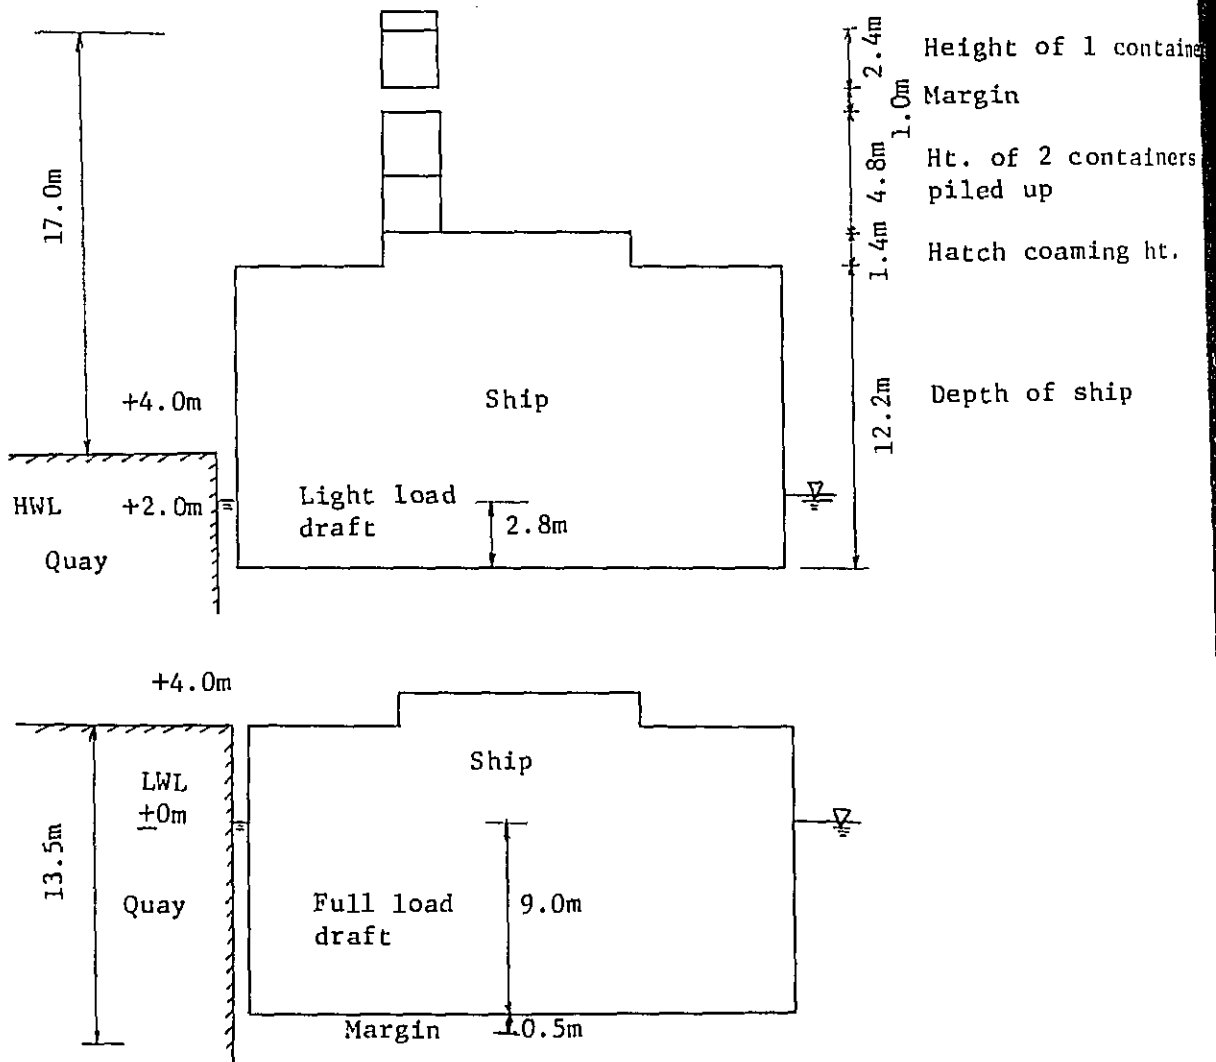 2.4m
Height of 1 containe
1.0m
Margin
17.0m
4.8m
Ht. of 2 containers
piled up
1.4m
Hatch coaming ht.
+4.0m
Ship
12.2m
Depth of ship
HWL +2.0m
Light load
draft
2.8m
Quay
+4.0m
Ship
LWL
±0m
13.5m
Quay
Full load
draft
9.0m
Margin
0.5m